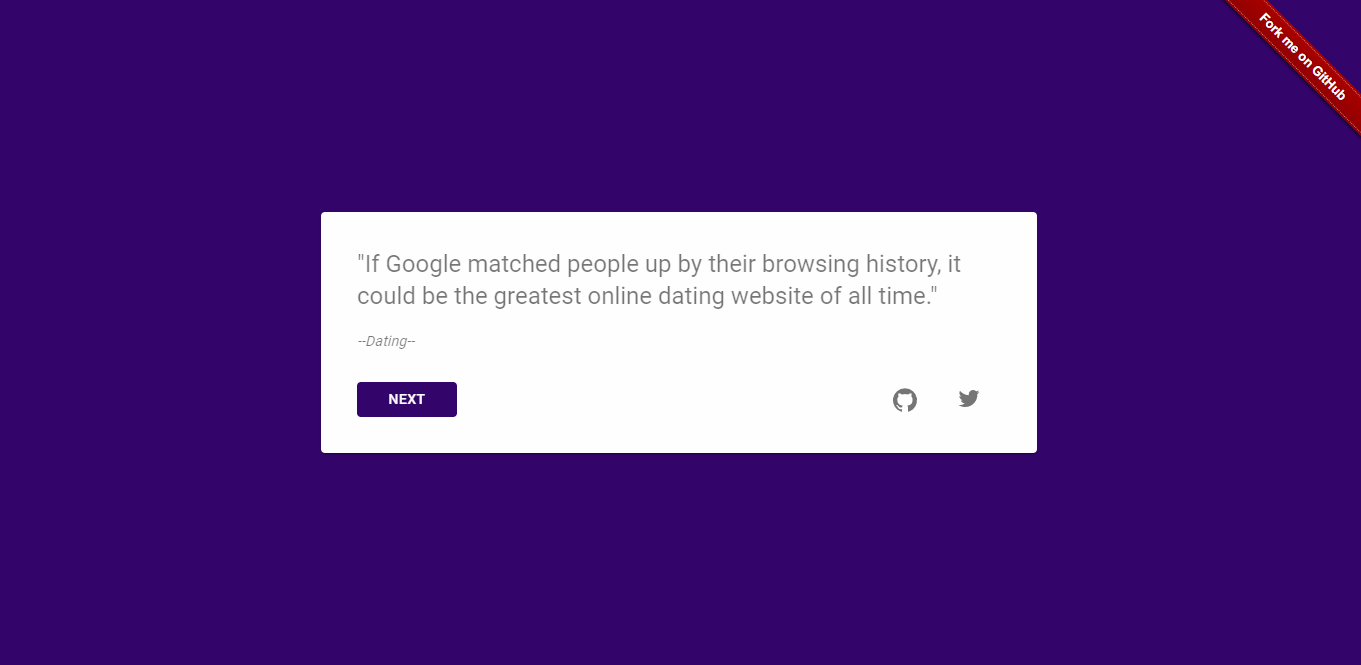 Fork me on GitHub
"If Google matched people up by their browsing history, it
could be the greatest online dating website of all time."
--Dating--
NEXT